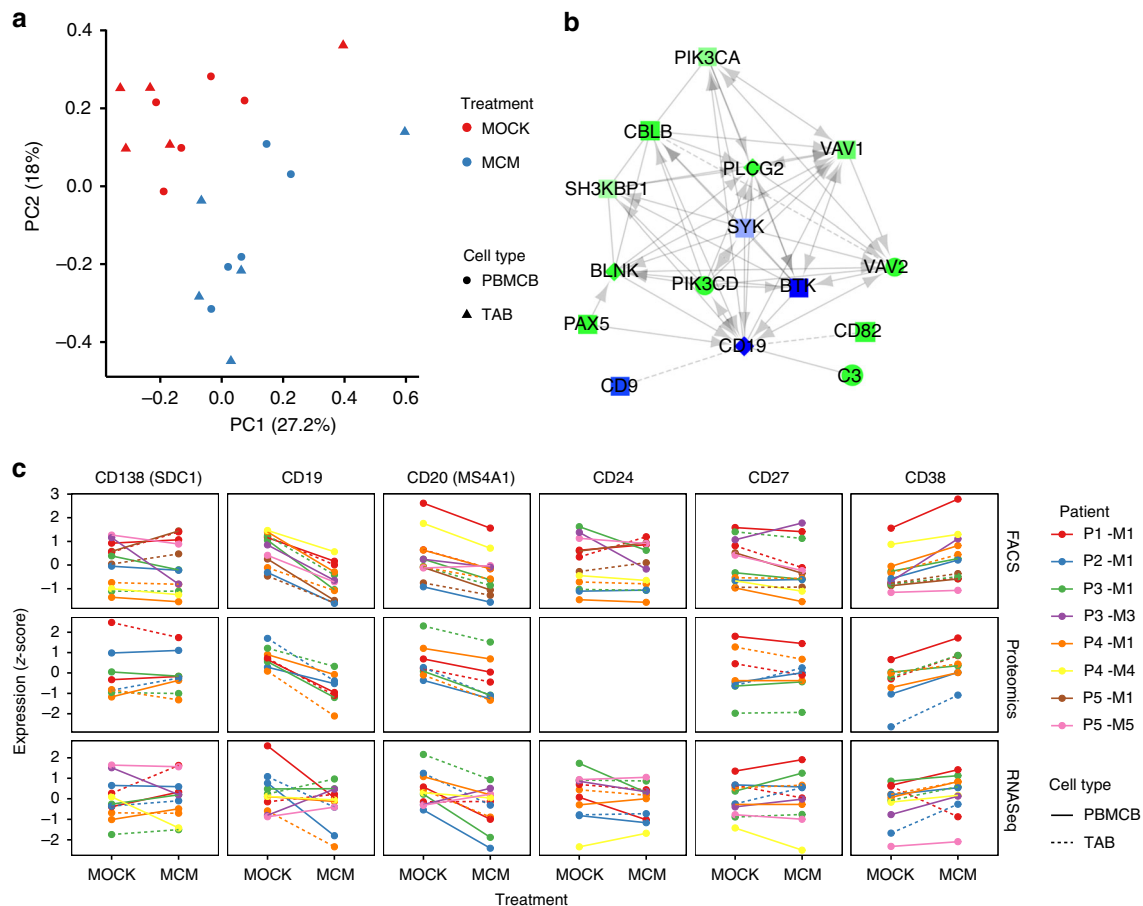 a
0.4
0.2
0.0
−0.2
−0.4
−0.2
0.0
0.2
0.4
0.6
PC2 (18%)
PC1 (27.2%)
Treatment
MOCK
MCM
Cell type
PBMCB
TAB
b
PIK3CA
CBLB
VAV1
PLCG2
SH3KBP1
SYK
BLNK
VAV2
PIK3CD
BTK
PAX5
CD82
CD19
C3
CD9
c
CD138 (SDC1)
CD19
CD20 (MS4A1)
CD24
CD27
CD38
3
2
1
0
−1
FACS
2
1
0
−1
−2
Proteomics
2
1
0
−1
−2
RNASeq
Expression (z-score)
MOCK MCM
MOCK MCM
MOCK MCM
MOCK MCM
MOCK MCM
MOCK MCM
Treatment
Patient
P1 -M1
P2 -M1
P3 -M1
P3 -M3
P4 -M1
P4 -M4
P5 -M1
P5 -M5
Cell type
PBMCB
TAB